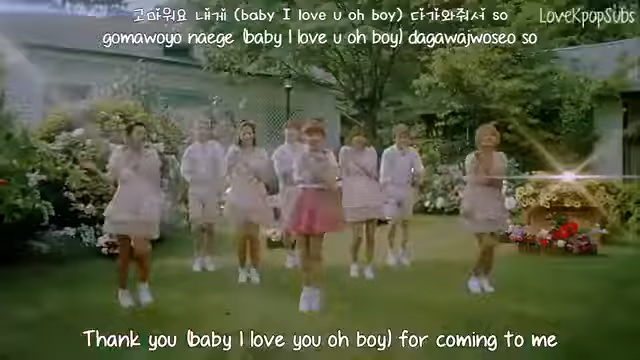 고마워요 내게 (baby I love u oh boy) 다가와줘서 so
LoveKpopSubs
gomawoyo naege (baby I love u oh boy) dagawajwoseo so
Thank you (baby I love you oh boy) for coming to me